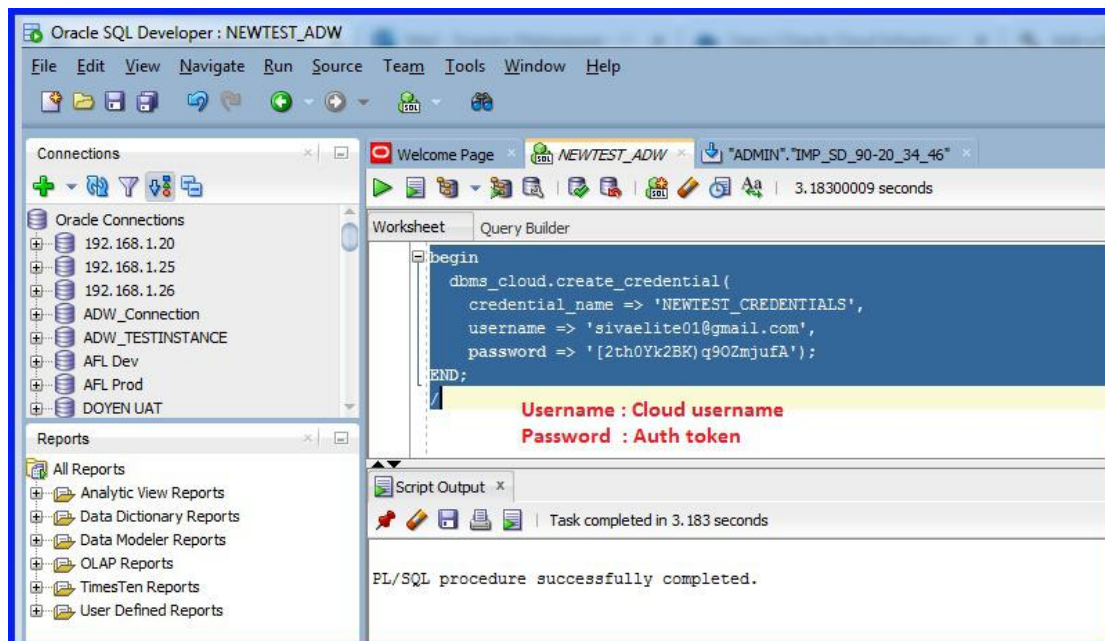 Oracle SQL Developer : NEWTEST_ADW
File Edit View Navigate Run Source Team Tools Window Help
Connections
Oracle Connections
192.168.1.20
192.168.1.25
192.168.1.26
ADW_Connection
ADW_TESTINSTANCE
AFL Dev
AFL Prod
DOYEN UAT
Reports
All Reports
Analytic View Reports
Data Dictionary Reports
Data Modeler Reports
OLAP Reports
TimesTen Reports
User Defined Reports
Welcome Page NEWTEST_ADW "ADMIN"."IMP_SD_90-20_34_46"
3.18300009 seconds
Worksheet Query Builder
begin
dbms_cloud.create_credential(
credential_name => 'NEWTEST_CREDENTIALS',
username => 'sivaelite01@gmail.com',
password => '[2th0Yk2BK)q9OZmjufA');
END;
/
Username : Cloud username
Password : Auth token
Script Output
Task completed in 3.183 seconds
PL/SQL procedure successfully completed.